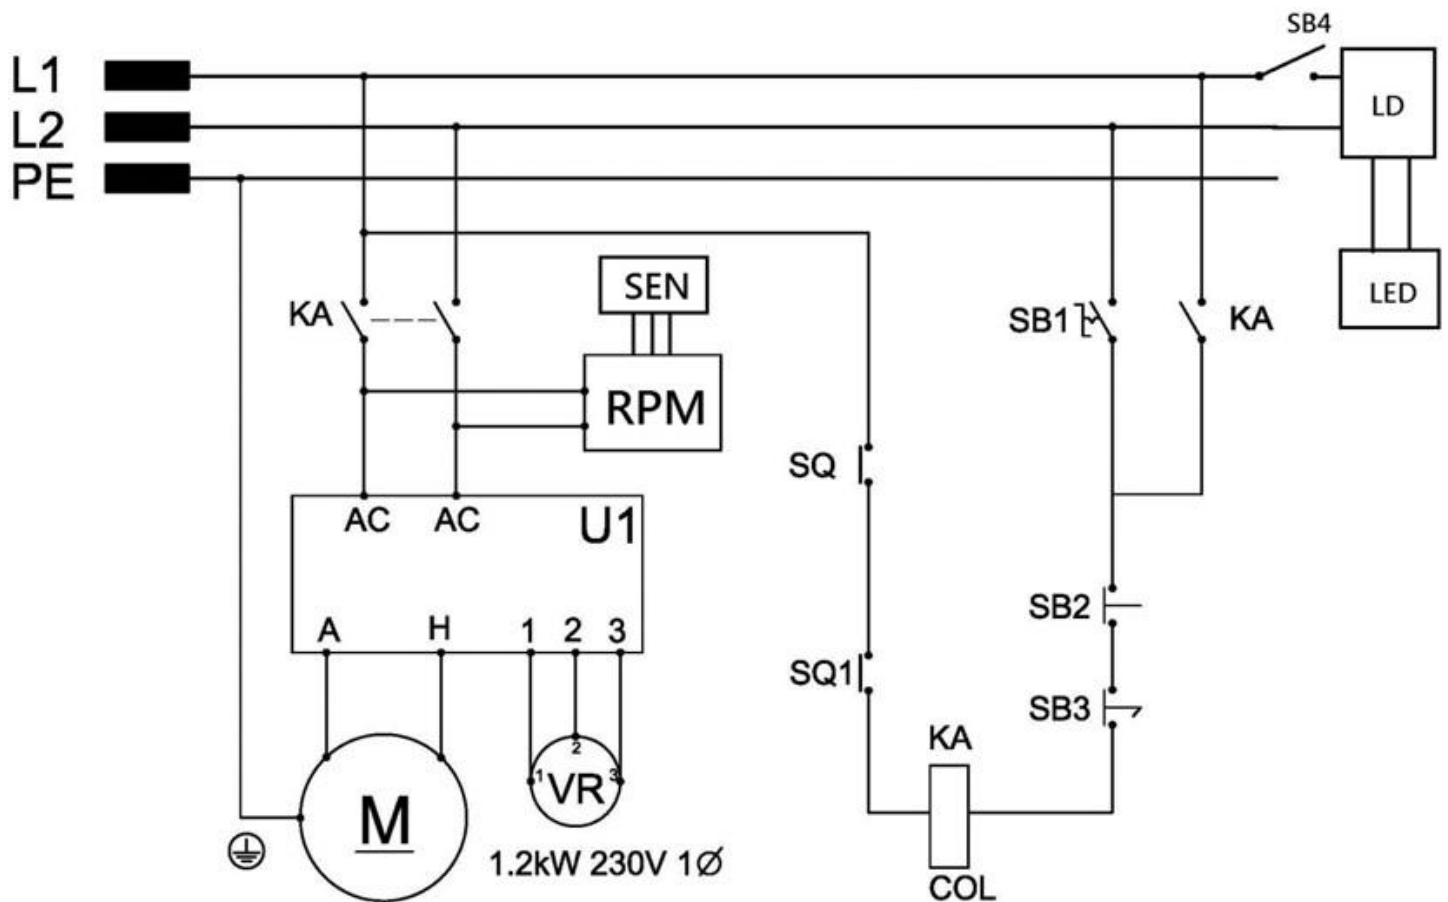 SB4
L1
L2
PE
LD
LED
SEN
KA
RPM
SB1
KA
SQ
AC AC U1
A H 1 2 3
SB2
SQ1
SB3
KA
1 2 3
VR
M
1.2kW 230V 1Ø
COL